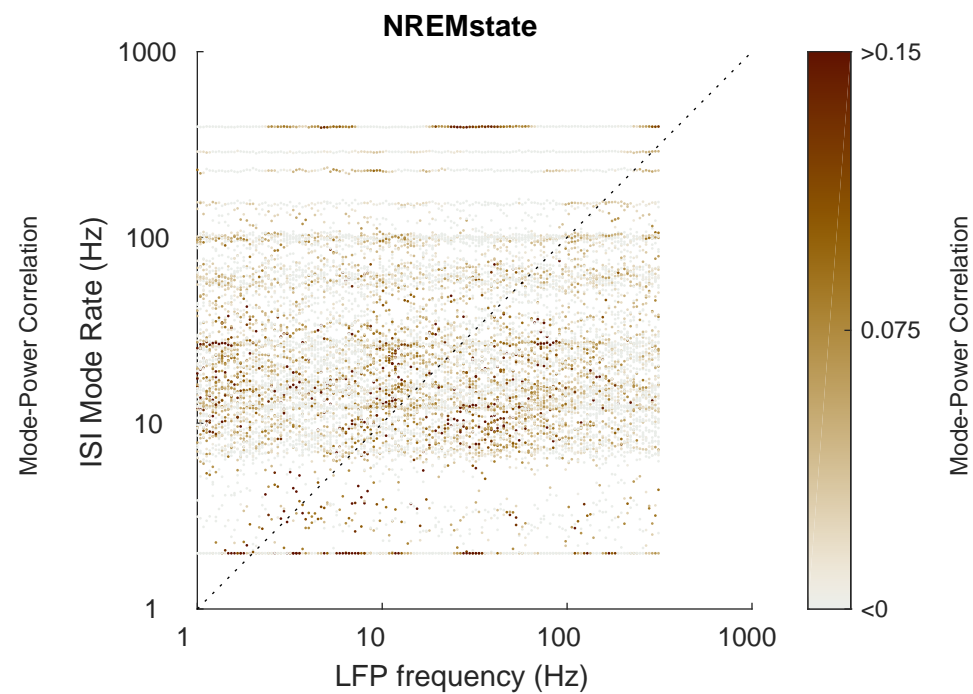 NREMstate
1000
100
10
1
ISI Mode Rate (Hz)
Mode-Power Correlation
1
10
100
1000
LFP frequency (Hz)
>0.15
0.075
<0
Mode-Power Correlation